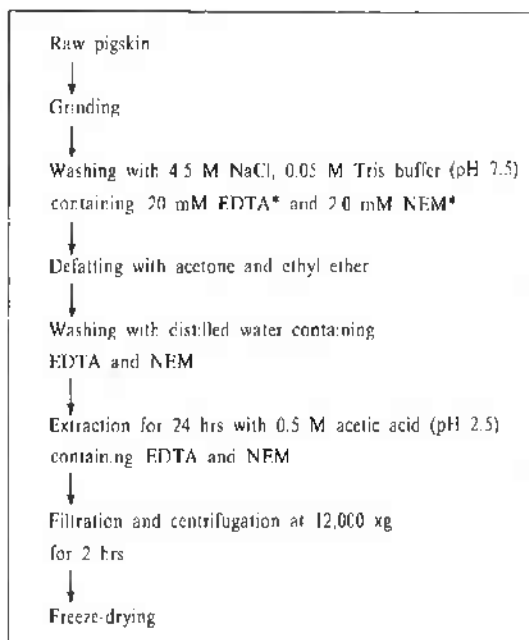 Raw pigskin
Grinding
Washing with 4.5 M NaCl, 0.05 M Tris buffer (pH 7.5)
containing 20 mM EDTA* and 2.0 mM NEM*
Defatting with acetone and ethyl ether
Washing with distilled water containing
EDTA and NEM
Extraction for 24 hrs with 0.5 M acetic acid (pH 2.5)
containing EDTA and NEM
Filtration and centrifugation at 12,000 xg
for 2 hrs
Freeze-drying